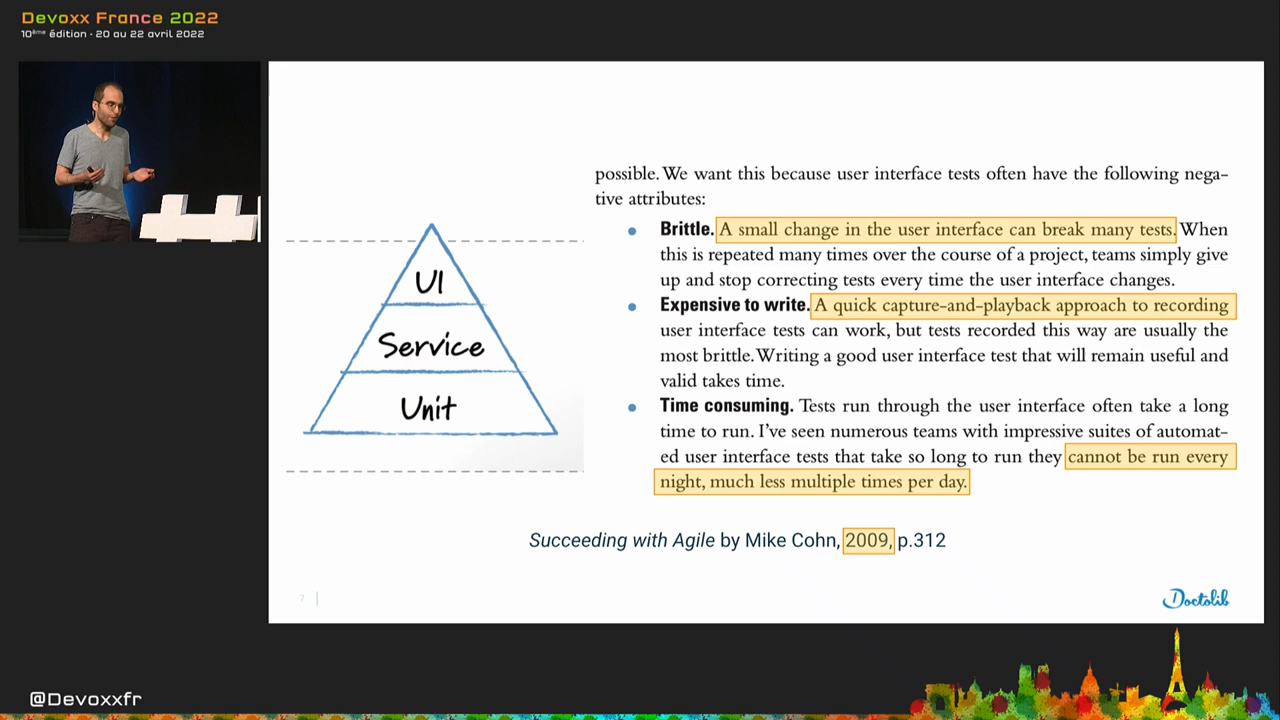 Devoxx France 2022
10ème édition - 20 au 22 avril 2022
UI
Service
Unit
possible. We want this because user interface tests often have the following nega-
tive attributes:
• Brittle. A small change in the user interface can break many tests. When
this is repeated many times over the course of a project, teams simply give
up and stop correcting tests every time the user interface changes.
• Expensive to write. A quick capture-and-playback approach to recording
user interface tests can work, but tests recorded this way are usually the
most brittle. Writing a good user interface test that will remain useful and
valid takes time.
• Time consuming. Tests run through the user interface often take a long
time to run. I've seen numerous teams with impressive suites of automat-
ed user interface tests that take so long to run they cannot be run every
night, much less multiple times per day.
Succeeding with Agile by Mike Cohn, 2009, p.312
7 |
Doctolib
@Devoxxfr